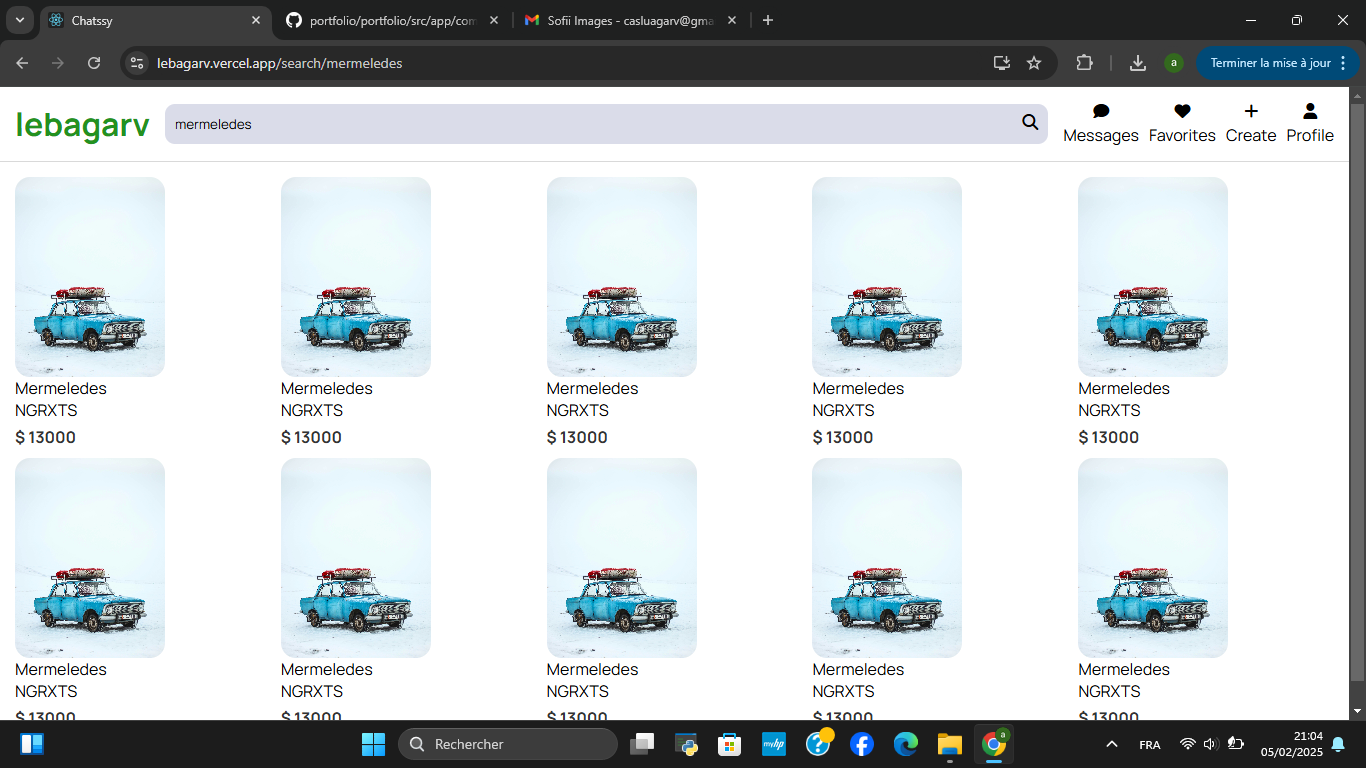 Chatssy
portfolio/portfolio/src/app/com
Sofii Images - casluagarv@gma
lebagarv.vercel.app/search/mermeledes
a
Terminer la mise à jour
lebagarv
mermeledes
Messages Favorites Create Profile
Mermeledes Mermeledes Mermeledes Mermeledes Mermeledes
NGRXTS NGRXTS NGRXTS NGRXTS NGRXTS
$ 13000 $ 13000 $ 13000 $ 13000 $ 13000
Mermeledes Mermeledes Mermeledes Mermeledes Mermeledes
NGRXTS NGRXTS NGRXTS NGRXTS NGRXTS
$ 13000 $ 13000 $ 13000 $ 13000 $ 13000
Rechercher
myhp
a
FRA
21:04
05/02/2025